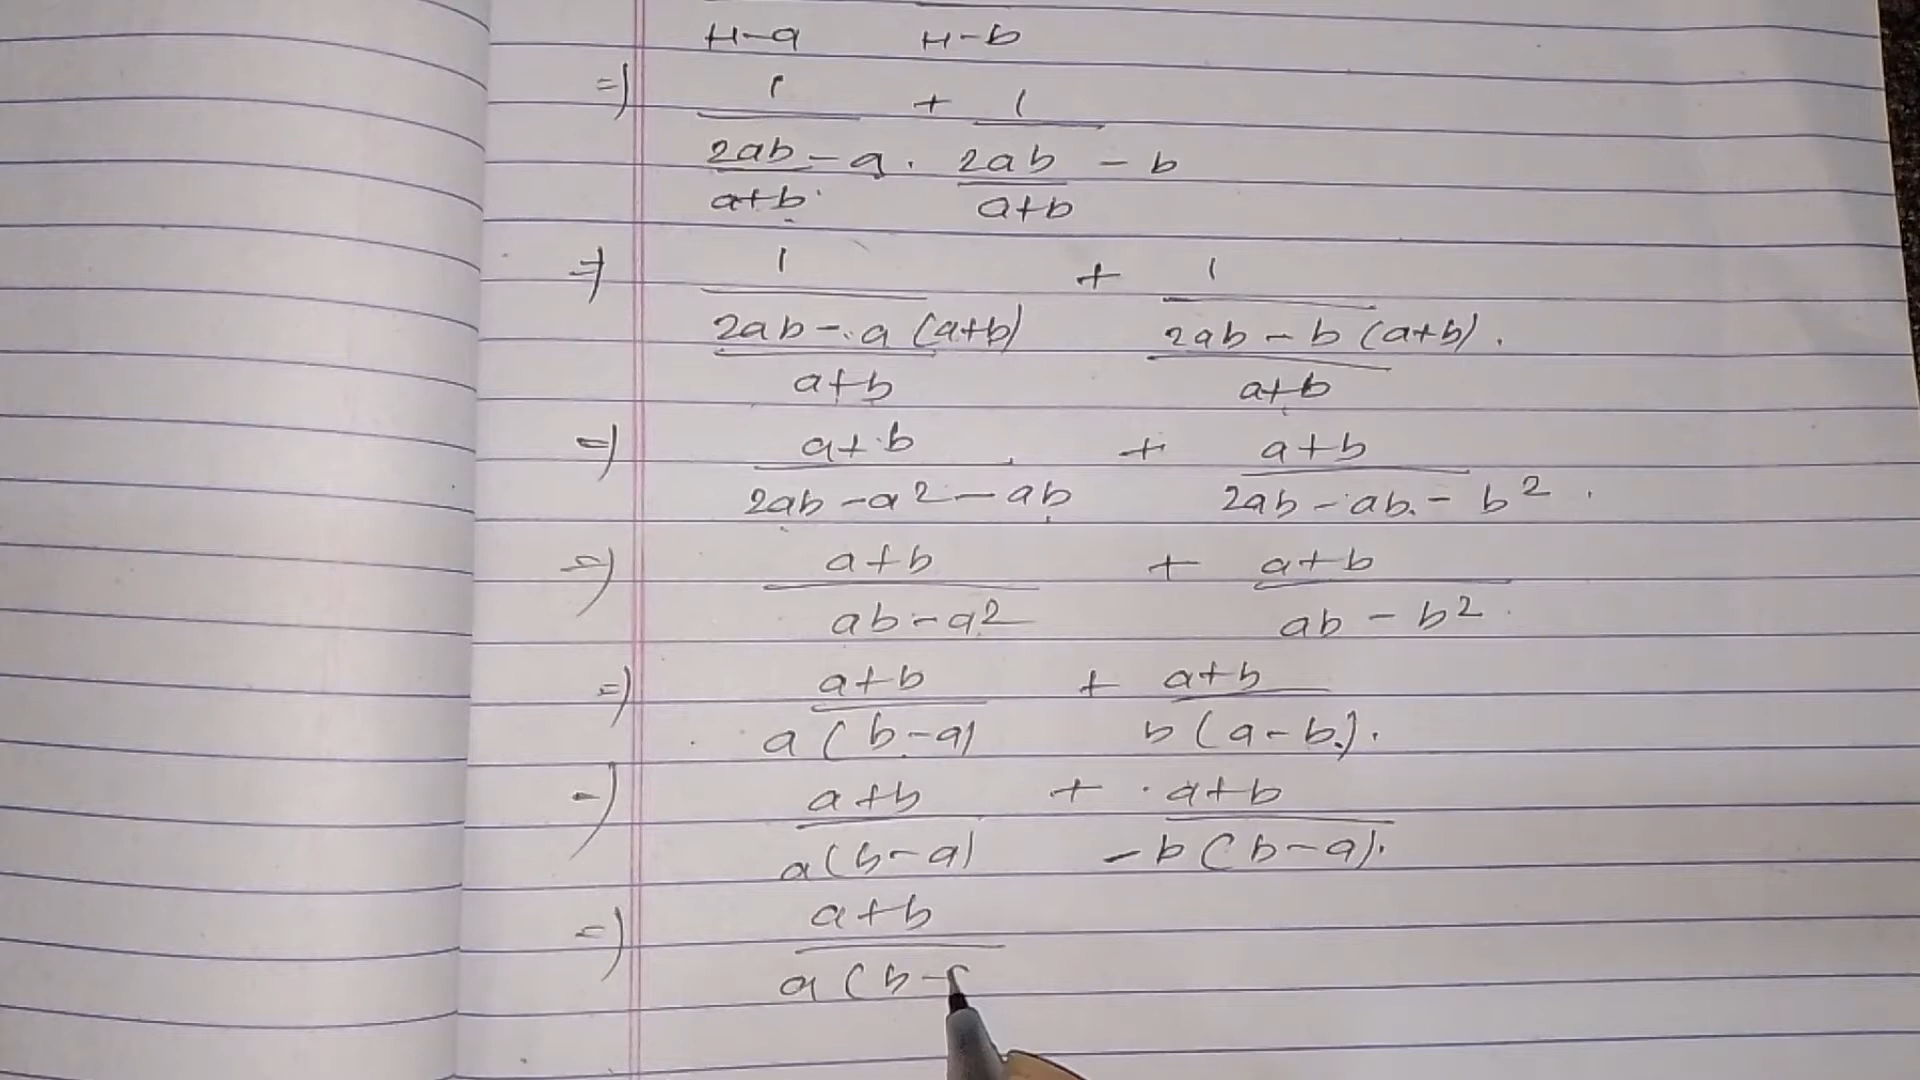 H-a H-b
=) 1 + 1
2ab - a . 2ab - b
a+b a+b
=) 1 + 1
2ab - a (a+b) 2ab - b (a+b).
a+b a+b
=) a+b + a+b
2ab - a2 - ab 2ab - ab - b2 .
=) a+b + a+b
ab - a2 ab - b2
=) a+b + a+b
a (b-a) b (a-b).
=) a+b + a+b
a (b-a) -b (b-a).
=) a+b
a (b-